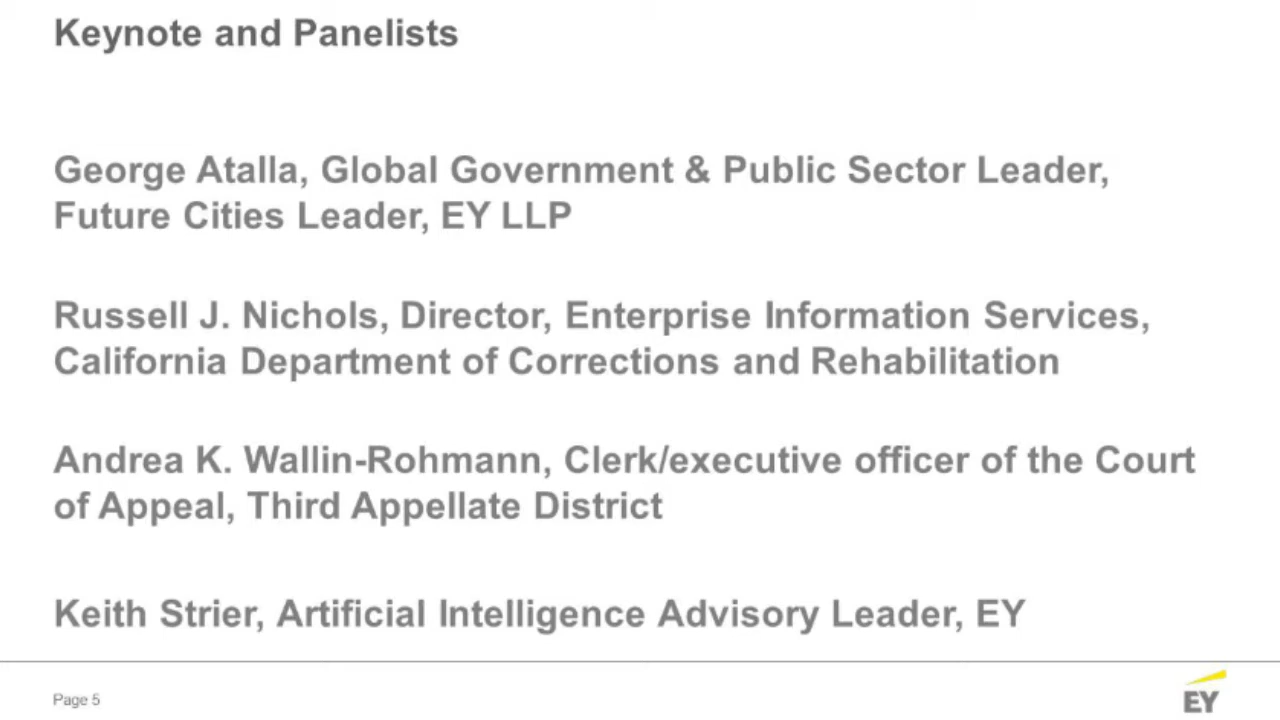 Keynote and Panelists
George Atalla, Global Government & Public Sector Leader,
Future Cities Leader, EY LLP
Russell J. Nichols, Director, Enterprise Information Services,
California Department of Corrections and Rehabilitation
Andrea K. Wallin-Rohmann, Clerk/executive officer of the Court
of Appeal, Third Appellate District
Keith Strier, Artificial Intelligence Advisory Leader, EY
Page 5
EY